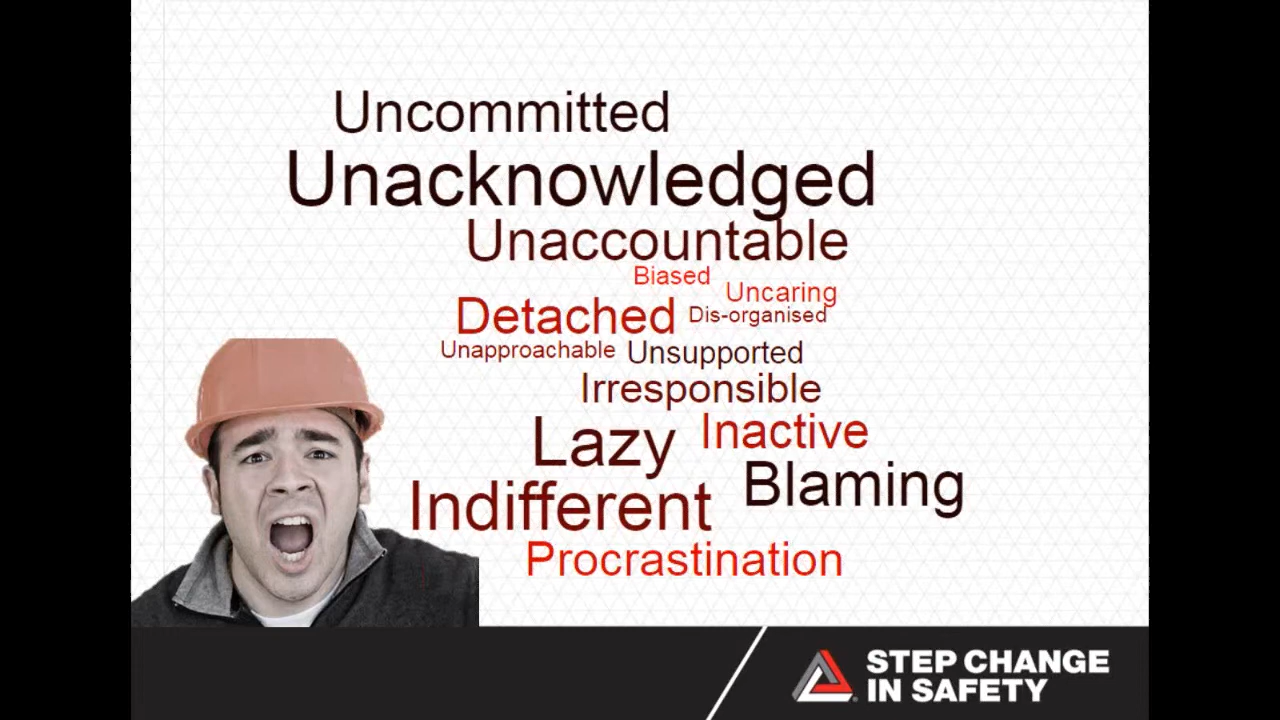 Uncommitted
Unacknowledged
Unaccountable
Biased
Uncaring
Detached
Dis-organised
Unapproachable Unsupported
Irresponsible
Lazy
Inactive
Blaming
Indifferent
Procrastination
STEP CHANGE
IN SAFETY